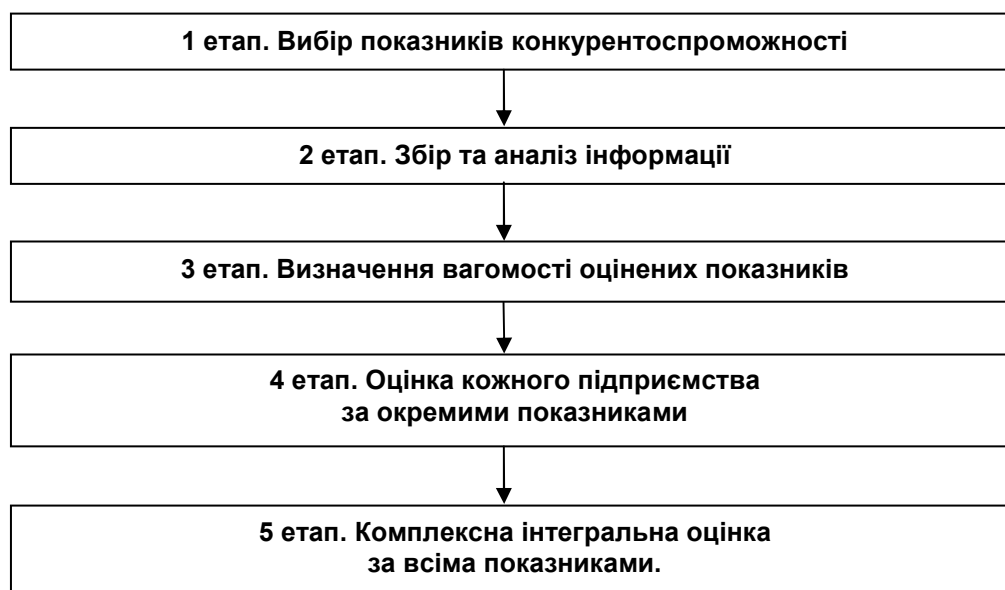 1 етап. Вибір показників конкурентоспроможності
2 етап. Збір та аналіз інформації
3 етап. Визначення вагомості оцінених показників
4 етап. Оцінка кожного підприємства
за окремими показниками
5 етап. Комплексна інтегральна оцінка
за всіма показниками.